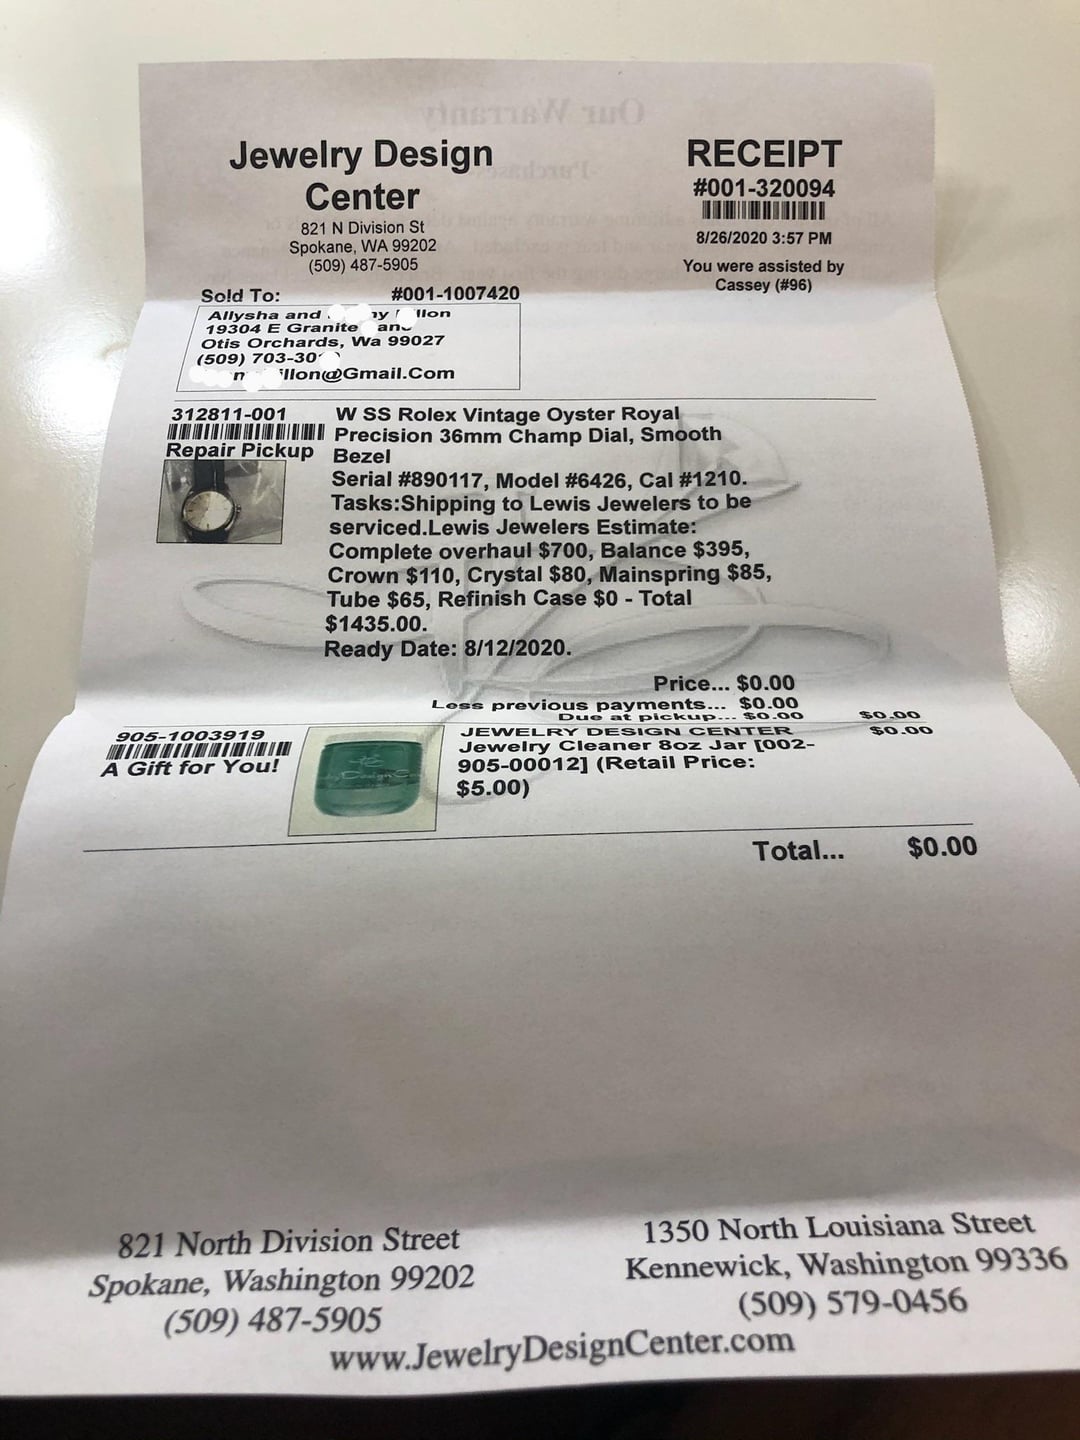 Our Warranty
Purchases
Jewelry Design
Center
821 N Division St
Spokane, WA 99202
(509) 487-5905
RECEIPT
#001-320094
8/26/2020 3:57 PM
You were assisted by
Cassey (#96)
Sold To:
#001-1007420
Allysha and
19304 E Granite
Otis Orchards, Wa 99027
(509) 703-30
illon@Gmail.Com
312811-001
Repair Pickup
W SS Rolex Vintage Oyster Royal
Precision 36mm Champ Dial, Smooth
Bezel
Serial #890117, Model #6426, Cal #1210.
Tasks:Shipping to Lewis Jewelers to be
serviced.Lewis Jewelers Estimate:
Complete overhaul $700, Balance $395,
Crown $110, Crystal $80, Mainspring $85,
Tube $65, Refinish Case $0 - Total
$1435.00.
Ready Date: 8/12/2020.
Price... $0.00
Less previous payments... $0.00
Due at pickup... $0.00 $0.00
905-1003919
A Gift for You!
JEWELRY DESIGN CENTER $0.00
Jewelry Cleaner 8oz Jar [002-
905-00012] (Retail Price:
$5.00)
Total... $0.00
821 North Division Street
Spokane, Washington 99202
(509) 487-5905
1350 North Louisiana Street
Kennewick, Washington 99336
(509) 579-0456
www.JewelryDesignCenter.com